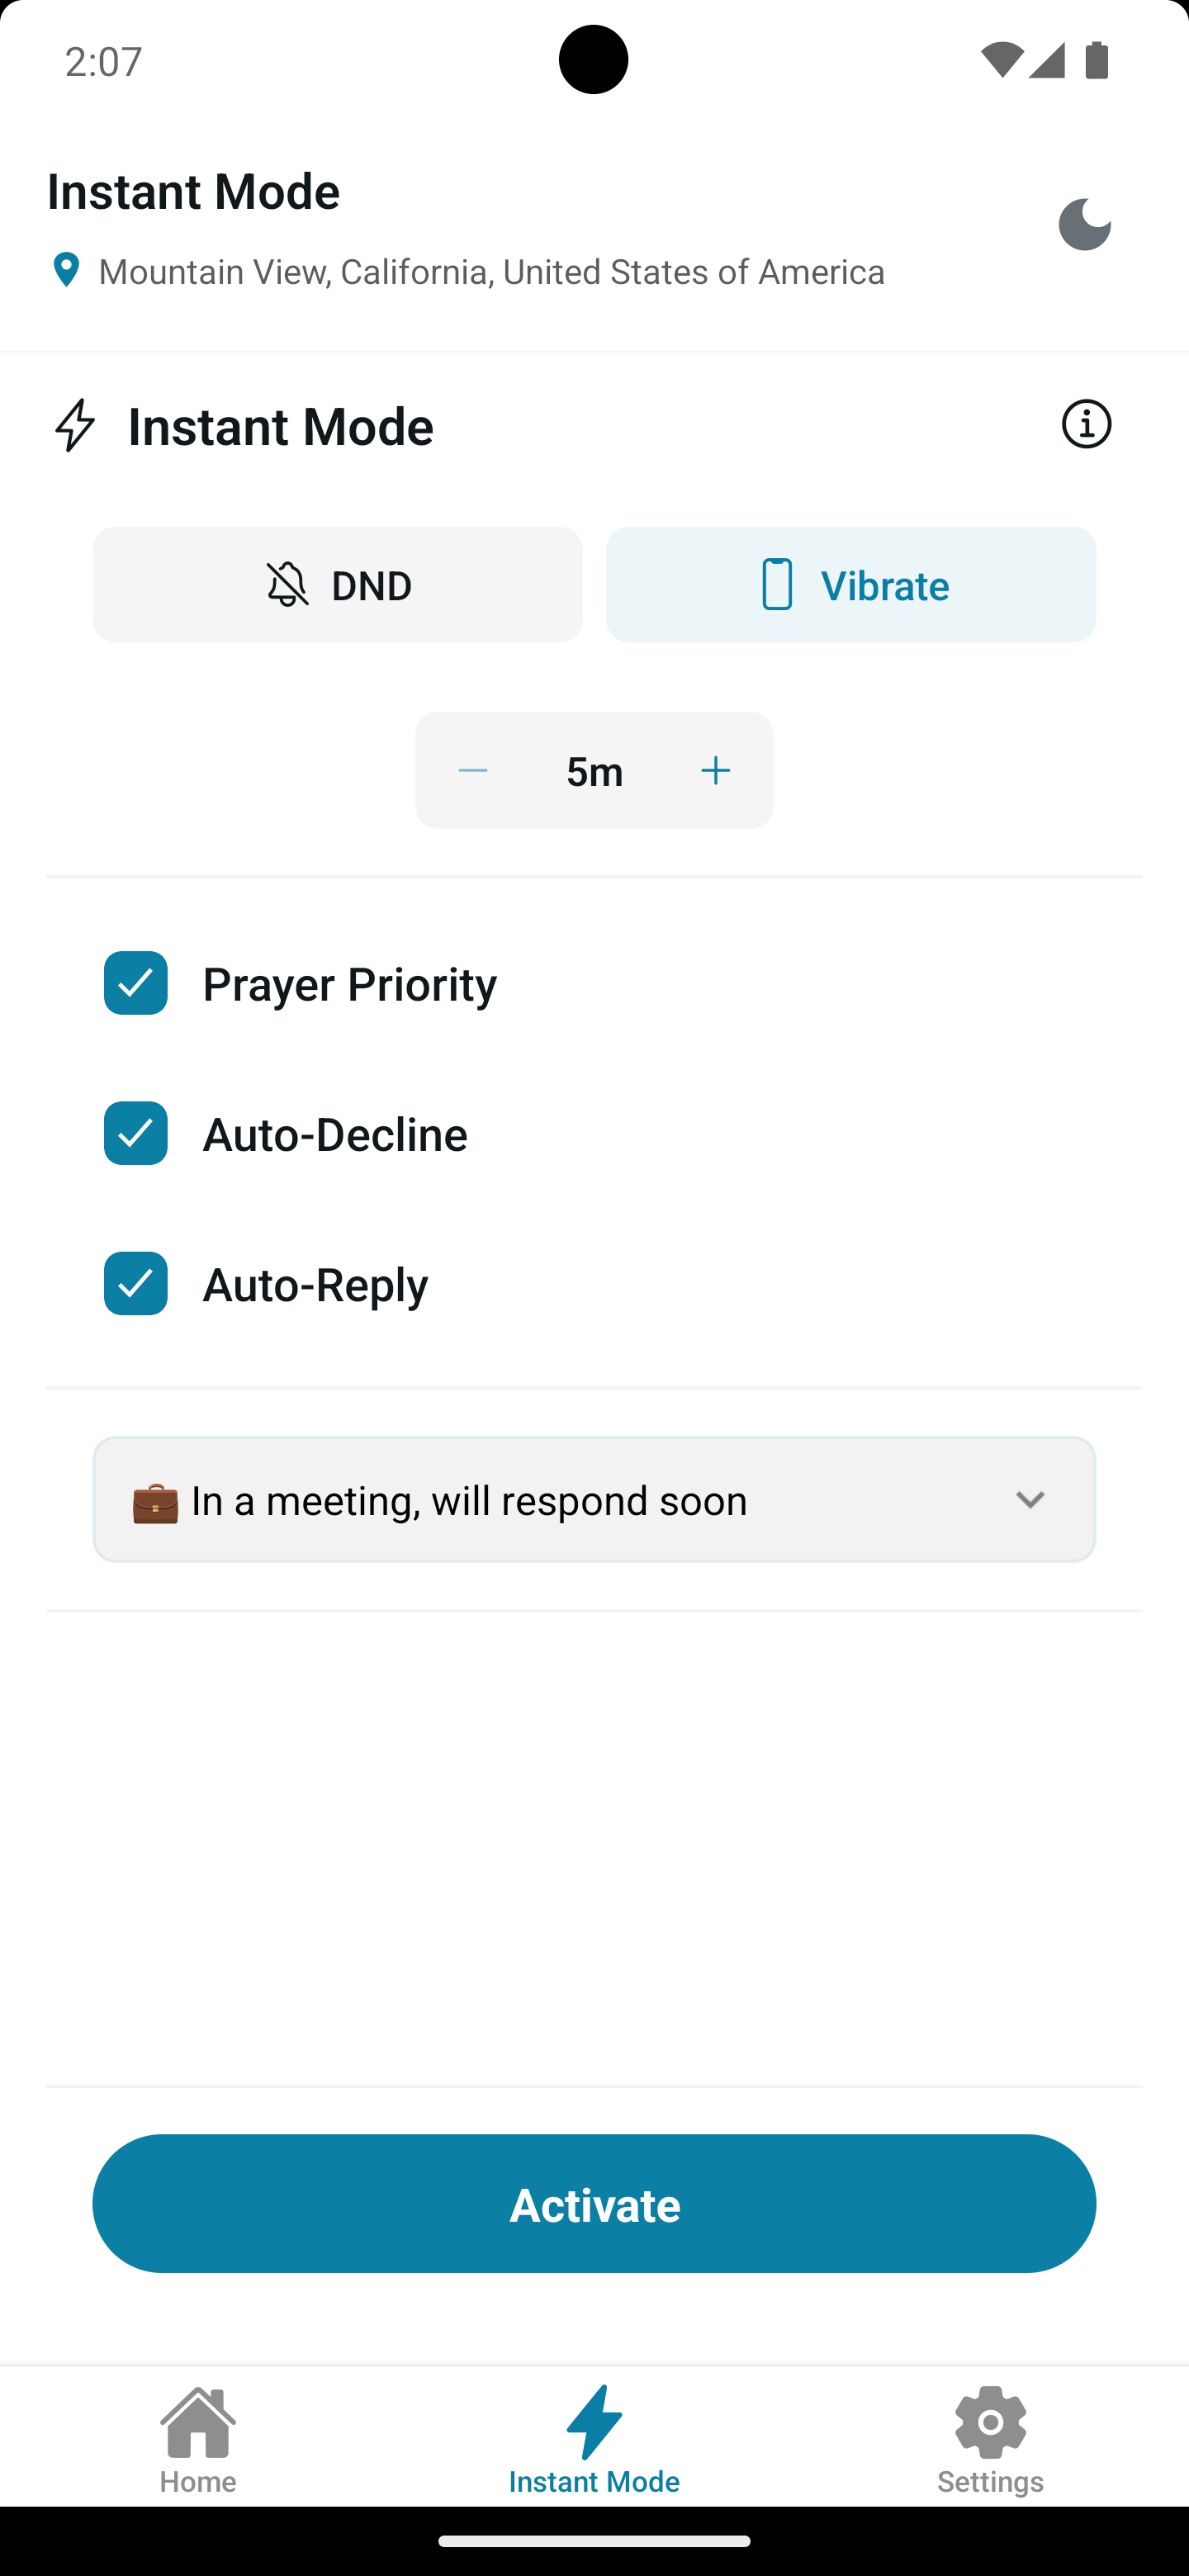 2:07
Instant Mode
Mountain View, California, United States of America
Instant Mode
DND
Vibrate
5m
Prayer Priority
Auto-Decline
Auto-Reply
💼 In a meeting, will respond soon
Activate
Home
Instant Mode
Settings